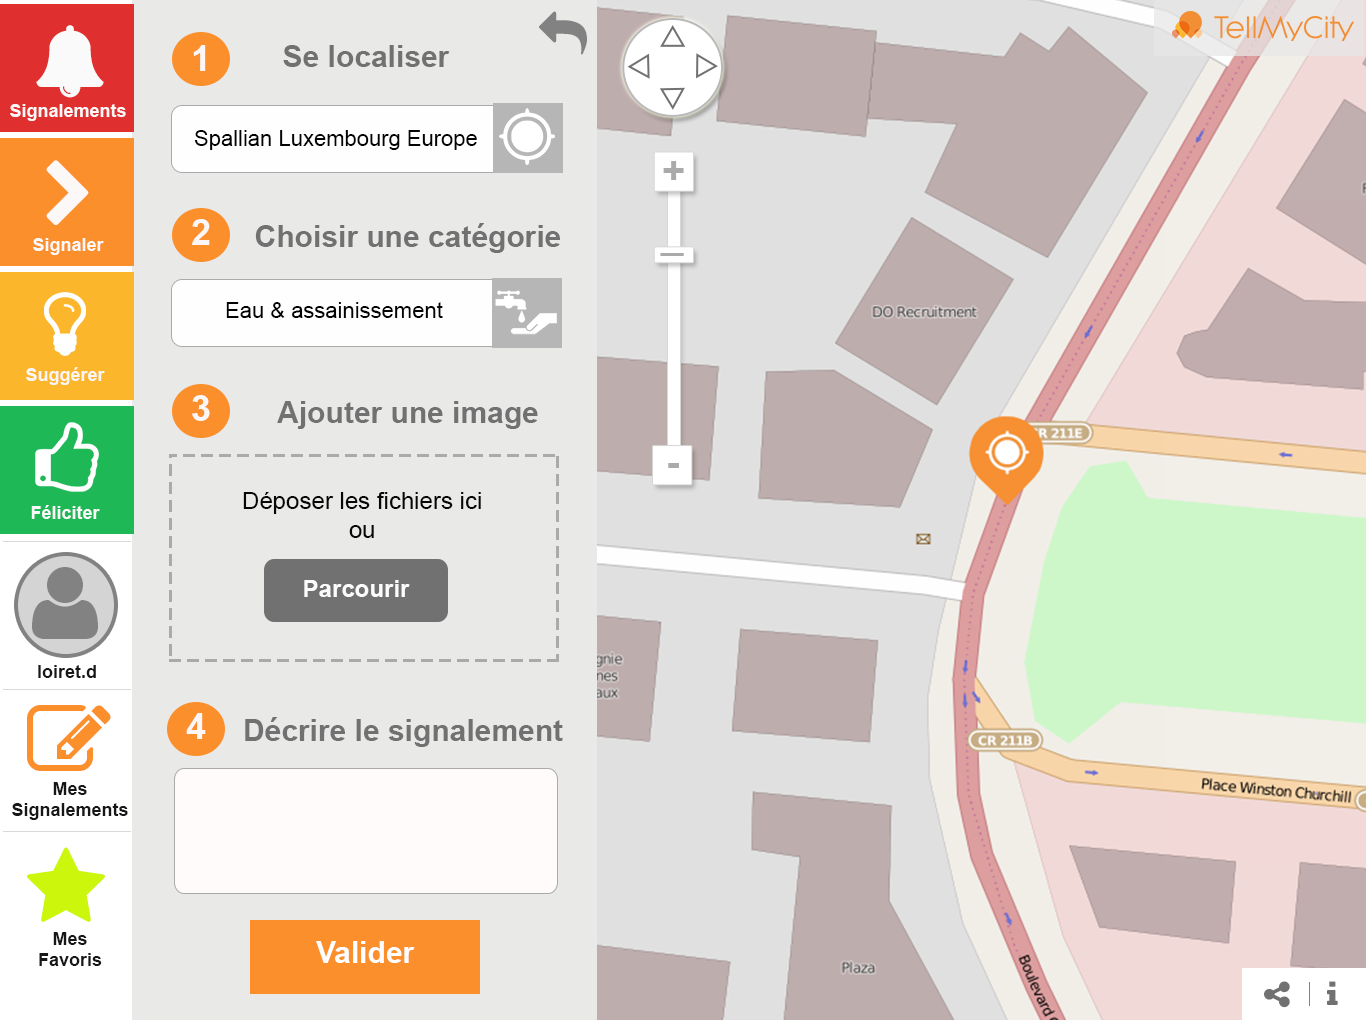 Signalements
Signaler
Suggérer
Féliciter
loiret.d
Mes
Signalements
Mes
Favoris
1
Se localiser
Spallian Luxembourg Europe
2
Choisir une catégorie
Eau & assainissement
3
Ajouter une image
Déposer les fichiers ici
ou
Parcourir
4
Décrire le signalement
Valider
+
-
TellMyCity
DO Recruitment
CR 211E
gnie
nes
aux
CR 211B
Place Winston Churchill
Plaza
Boulevard
i